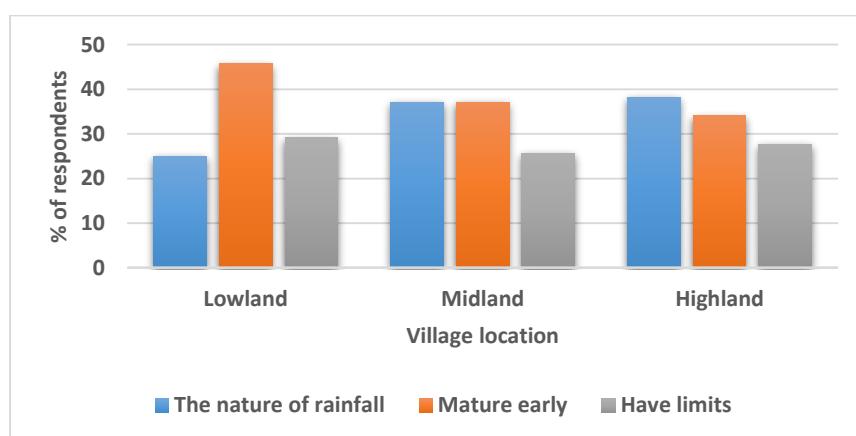 50
40
30
20
10
0
% of respondents
Lowland Midland Highland
Village location
The nature of rainfall Mature early Have limits